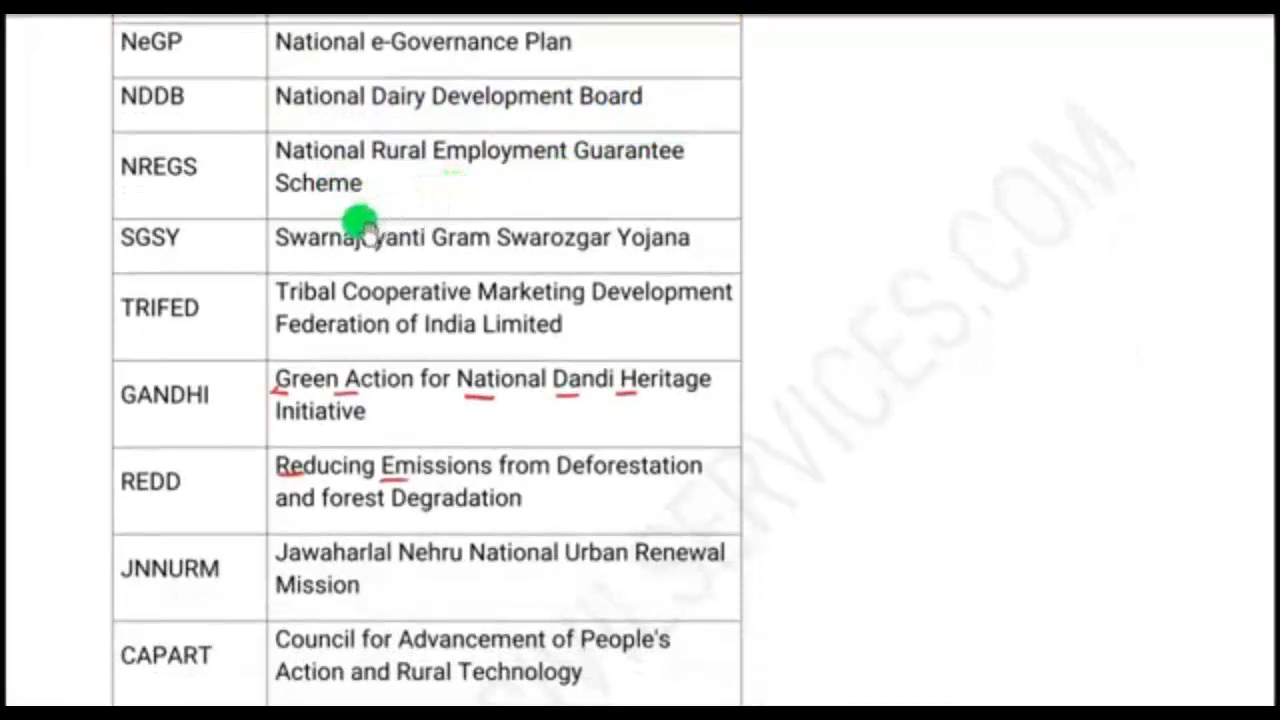 NeGP National e-Governance Plan
NDDB National Dairy Development Board
NREGS National Rural Employment Guarantee
Scheme
SGSY Swarnajayanti Gram Swarozgar Yojana
TRIFED Tribal Cooperative Marketing Development
Federation of India Limited
GANDHI Green Action for National Dandi Heritage
Initiative
REDD Reducing Emissions from Deforestation
and forest Degradation
JNNURM Jawaharlal Nehru National Urban Renewal
Mission
CAPART Council for Advancement of People's
Action and Rural Technology
SERVICES.COM